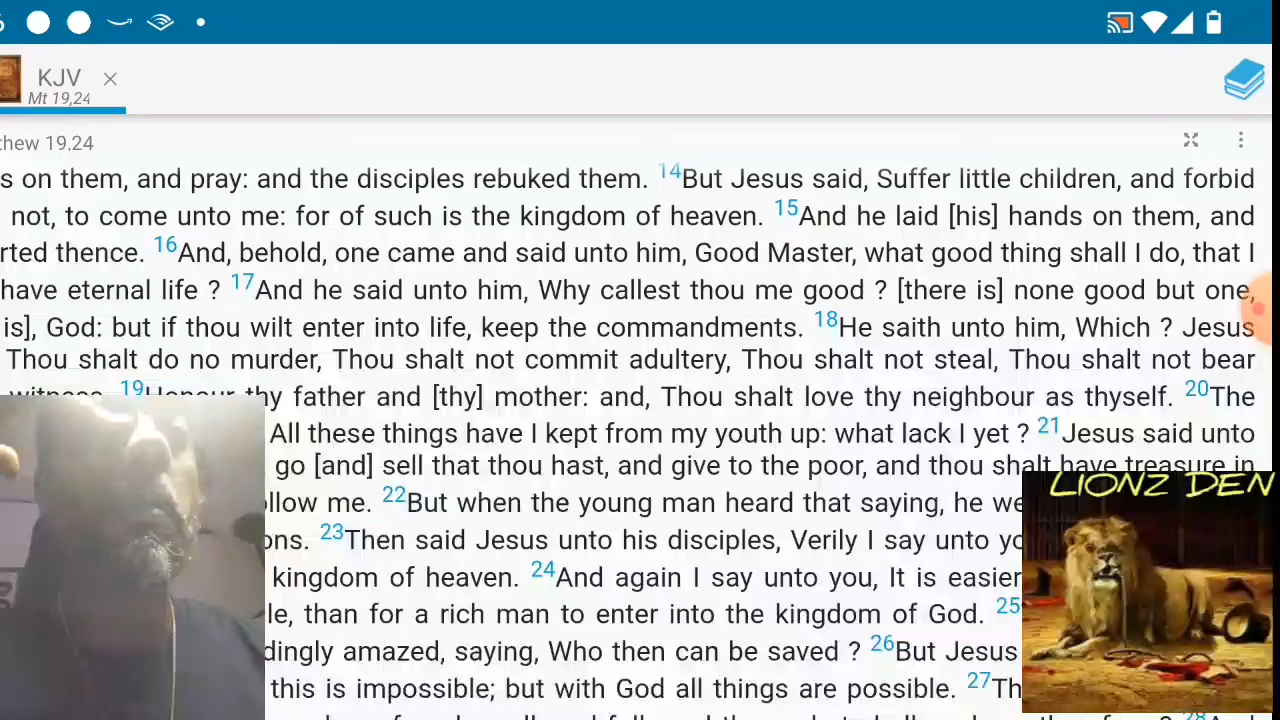 KJV
Mt 19,24
thew 19,24
s on them, and pray: and the disciples rebuked them. 14But Jesus said, Suffer little children, and forbid
not, to come unto me: for of such is the kingdom of heaven. 15And he laid [his] hands on them, and
rted thence. 16And, behold, one came and said unto him, Good Master, what good thing shall I do, that I
have eternal life ? 17And he said unto him, Why callest thou me good ? [there is] none good but one,
is], God: but if thou wilt enter into life, keep the commandments. 18He saith unto him, Which ? Jesus
Thou shalt do no murder, Thou shalt not commit adultery, Thou shalt not steal, Thou shalt not bear
witness. 19Honour thy father and [thy] mother: and, Thou shalt love thy neighbour as thyself. 20The
All these things have I kept from my youth up: what lack I yet ? 21Jesus said unto
go [and] sell that thou hast, and give to the poor, and thou shalt have treasure in
llow me. 22But when the young man heard that saying, he we
ons. 23Then said Jesus unto his disciples, Verily I say unto yo
kingdom of heaven. 24And again I say unto you, It is easier
le, than for a rich man to enter into the kingdom of God. 25
dingly amazed, saying, Who then can be saved ? 26But Jesus
this is impossible; but with God all things are possible. 27Th
LIONZ DEN